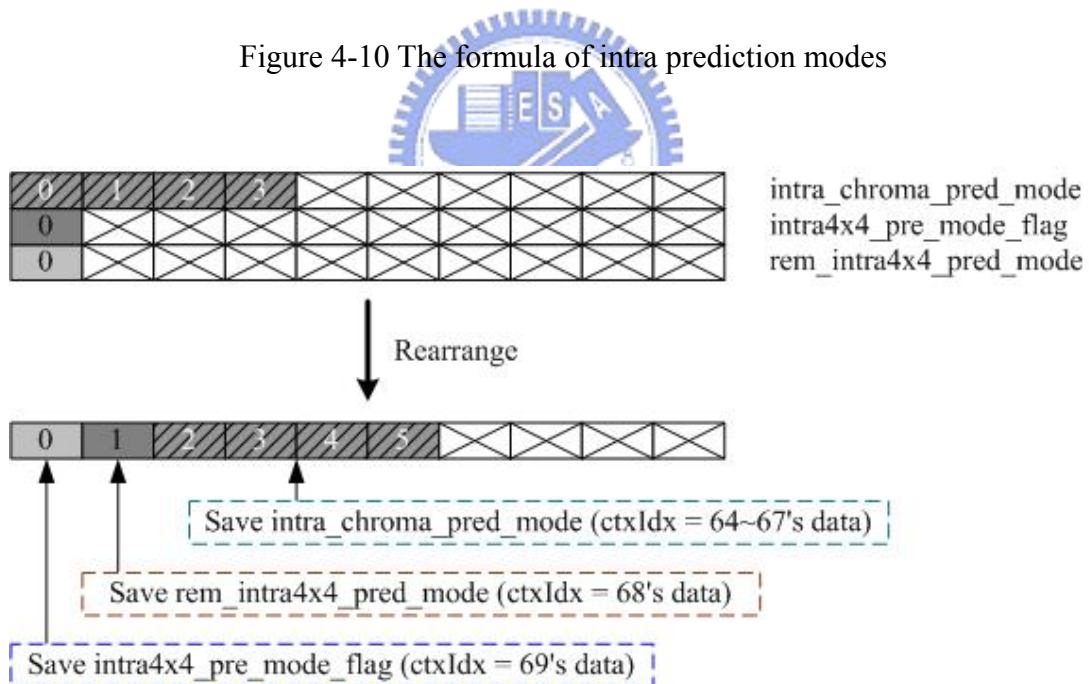 Figure 4-10 The formula of intra prediction modes
E S A
0 1 2 3 intra_chroma_pred_mode
0 intra4x4_pre_mode_flag
0 rem_intra4x4_pred_mode
Rearrange
0 1 2 3 4 5
Save intra_chroma_pred_mode (ctxIdx = 64~67's data)
Save rem_intra4x4_pred_mode (ctxIdx = 68's data)
Save intra4x4_pre_mode_flag (ctxIdx = 69's data)